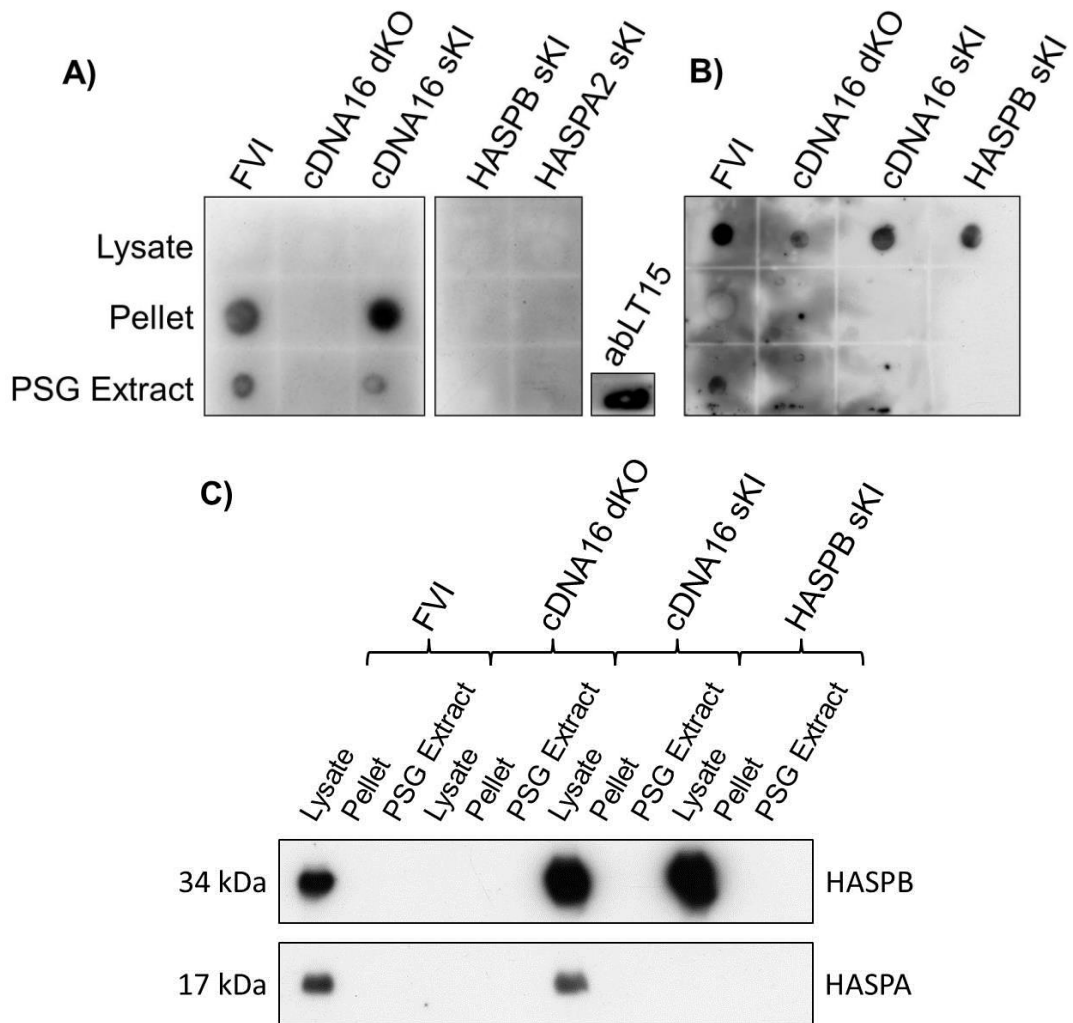 A)
FVI
cDNA16 dKO
cDNA16 sKI
HASPB sKI
HASPA2 sKI
Lysate
Pellet
PSG Extract
abLT15
B)
FVI
cDNA16 dKO
cDNA16 sKI
HASPB sKI
C)
FVI
cDNA16 dKO
cDNA16 sKI
HASPB sKI
Lysate
Pellet
PSG Extract
Lysate
Pellet
PSG Extract
Lysate
Pellet
PSG Extract
Lysate
Pellet
PSG Extract
34 kDa
HASPB
17 kDa
HASPA